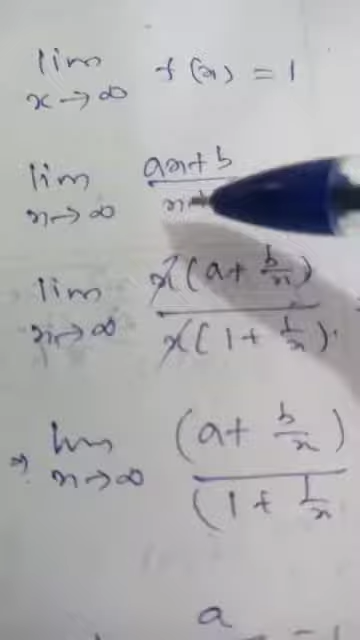 lim x→∞ f(x) = 1
lim x→∞ ax+b / x+
lim x→∞ x(a + b/x) / x(1 + 1/x)
⇒ lim x→∞ (a + b/x) / (1 + 1/x
a